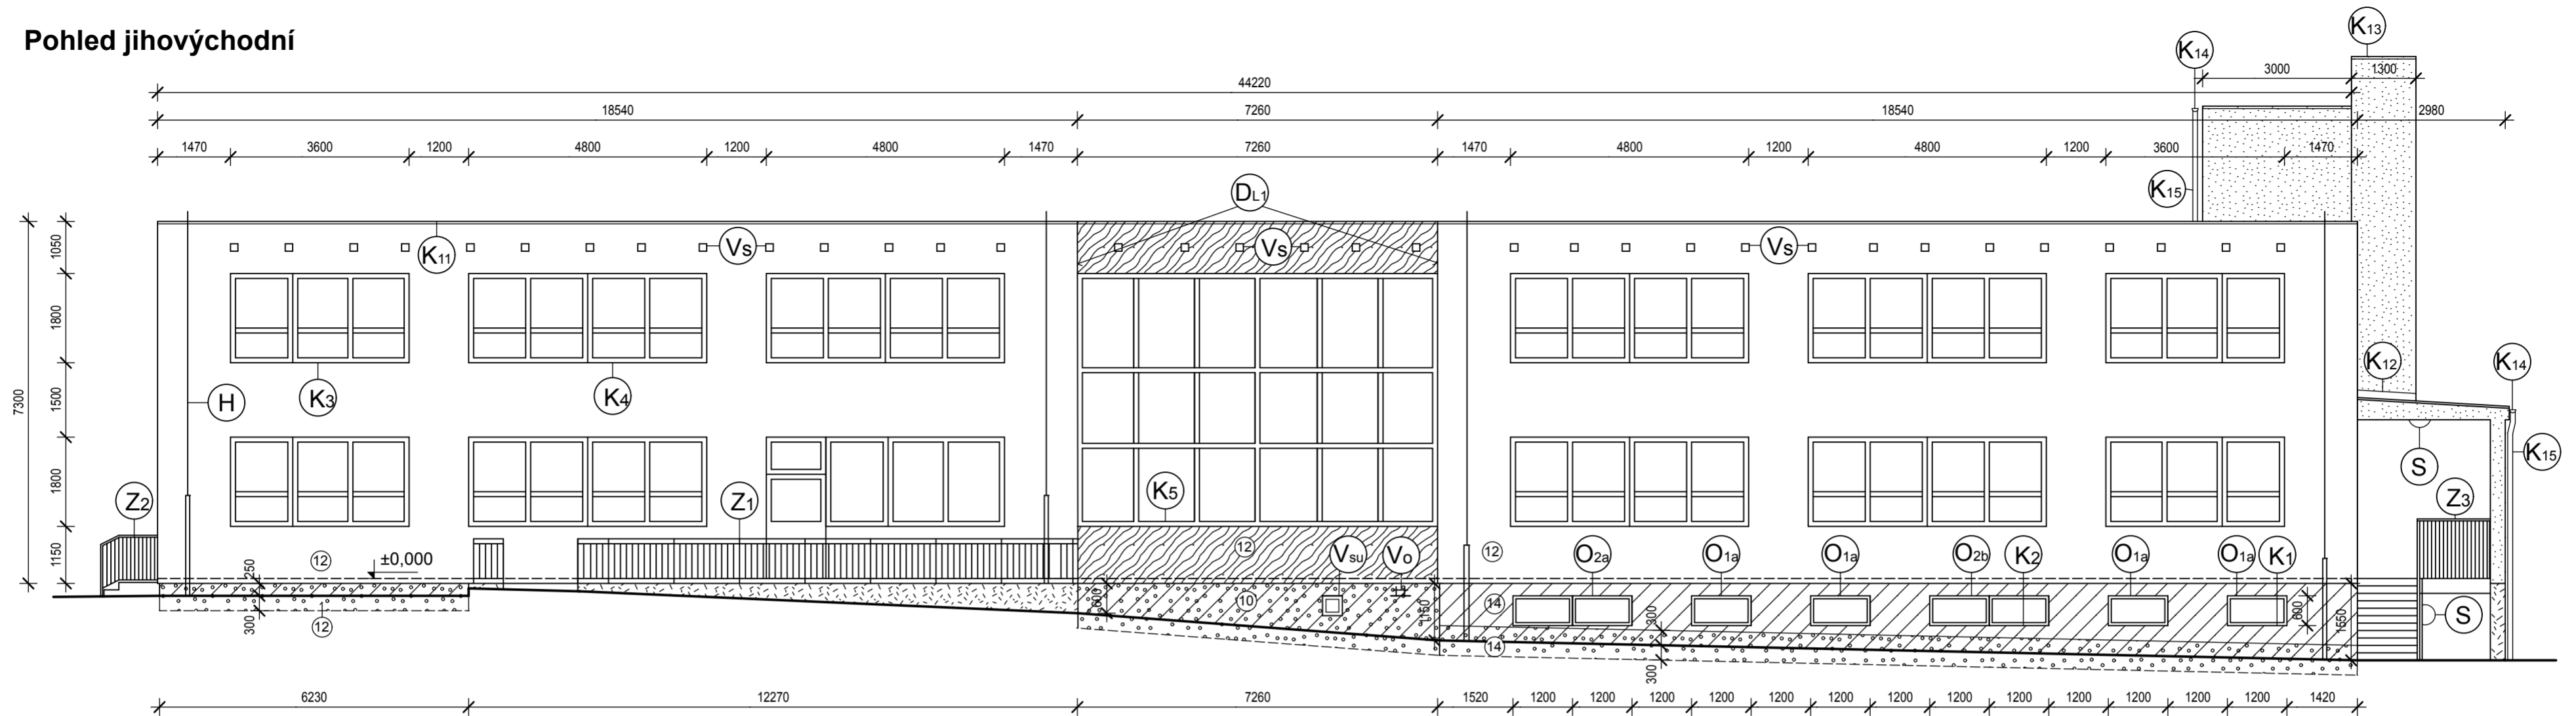 Pohled jihovýchodní
K13
K14
3000 1300
44220
18540 7260 18540 2980
1470 3600 1200 4800 1200 4800 1470 7260 1470 4800 1200 4800 1200 3600 1470
DL1 K15
K11 Vs Vs Vs
7300
1050
1800
1500
1800
1150
H K3 K4 K12 K14
S K15
Z2 Z1 K5 Z3
12 ±0,000 12 Vsu Vo 12 O2a O1a O1a O2b K2 O1a O1a K1
250
300
12
600 10 1150 14 300 600 1550 S
14 300
6230 12270 7260 1520 1200 1200 1200 1200 1200 1200 1200 1200 1200 1200 1200 1200 1200 1420